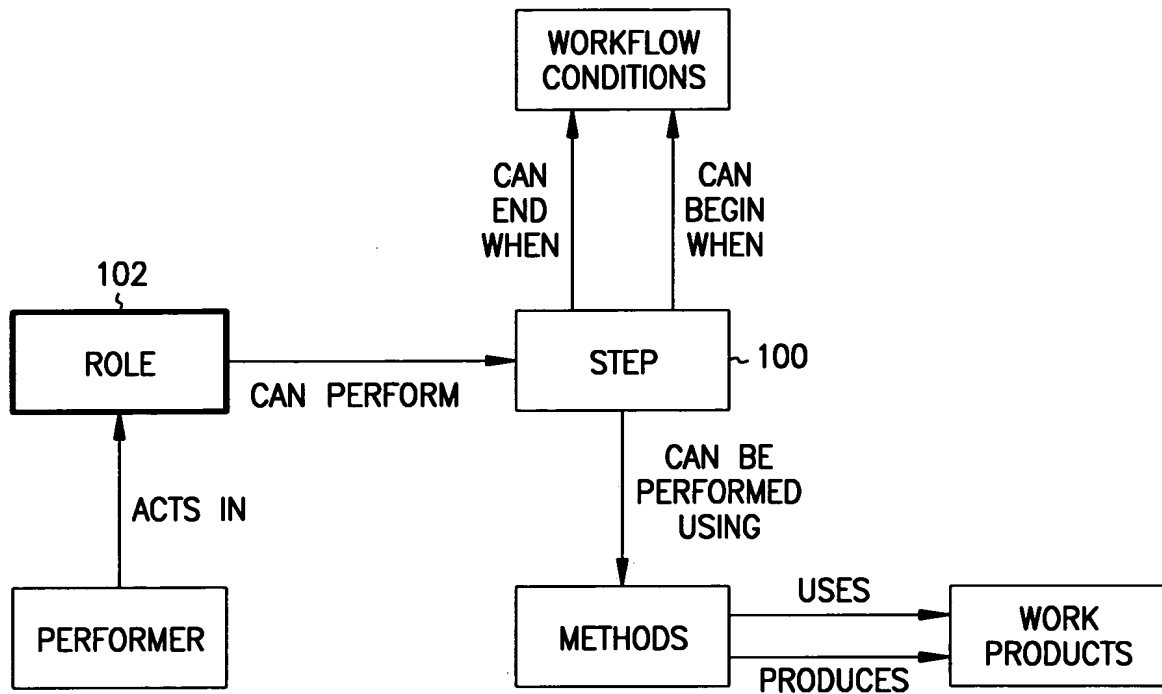 WORKFLOW
CONDITIONS
CAN
END
WHEN
CAN
BEGIN
WHEN
102
ROLE
CAN PERFORM
STEP
100
ACTS IN
CAN BE
PERFORMED
USING
PERFORMER
METHODS
USES
PRODUCES
WORK
PRODUCTS